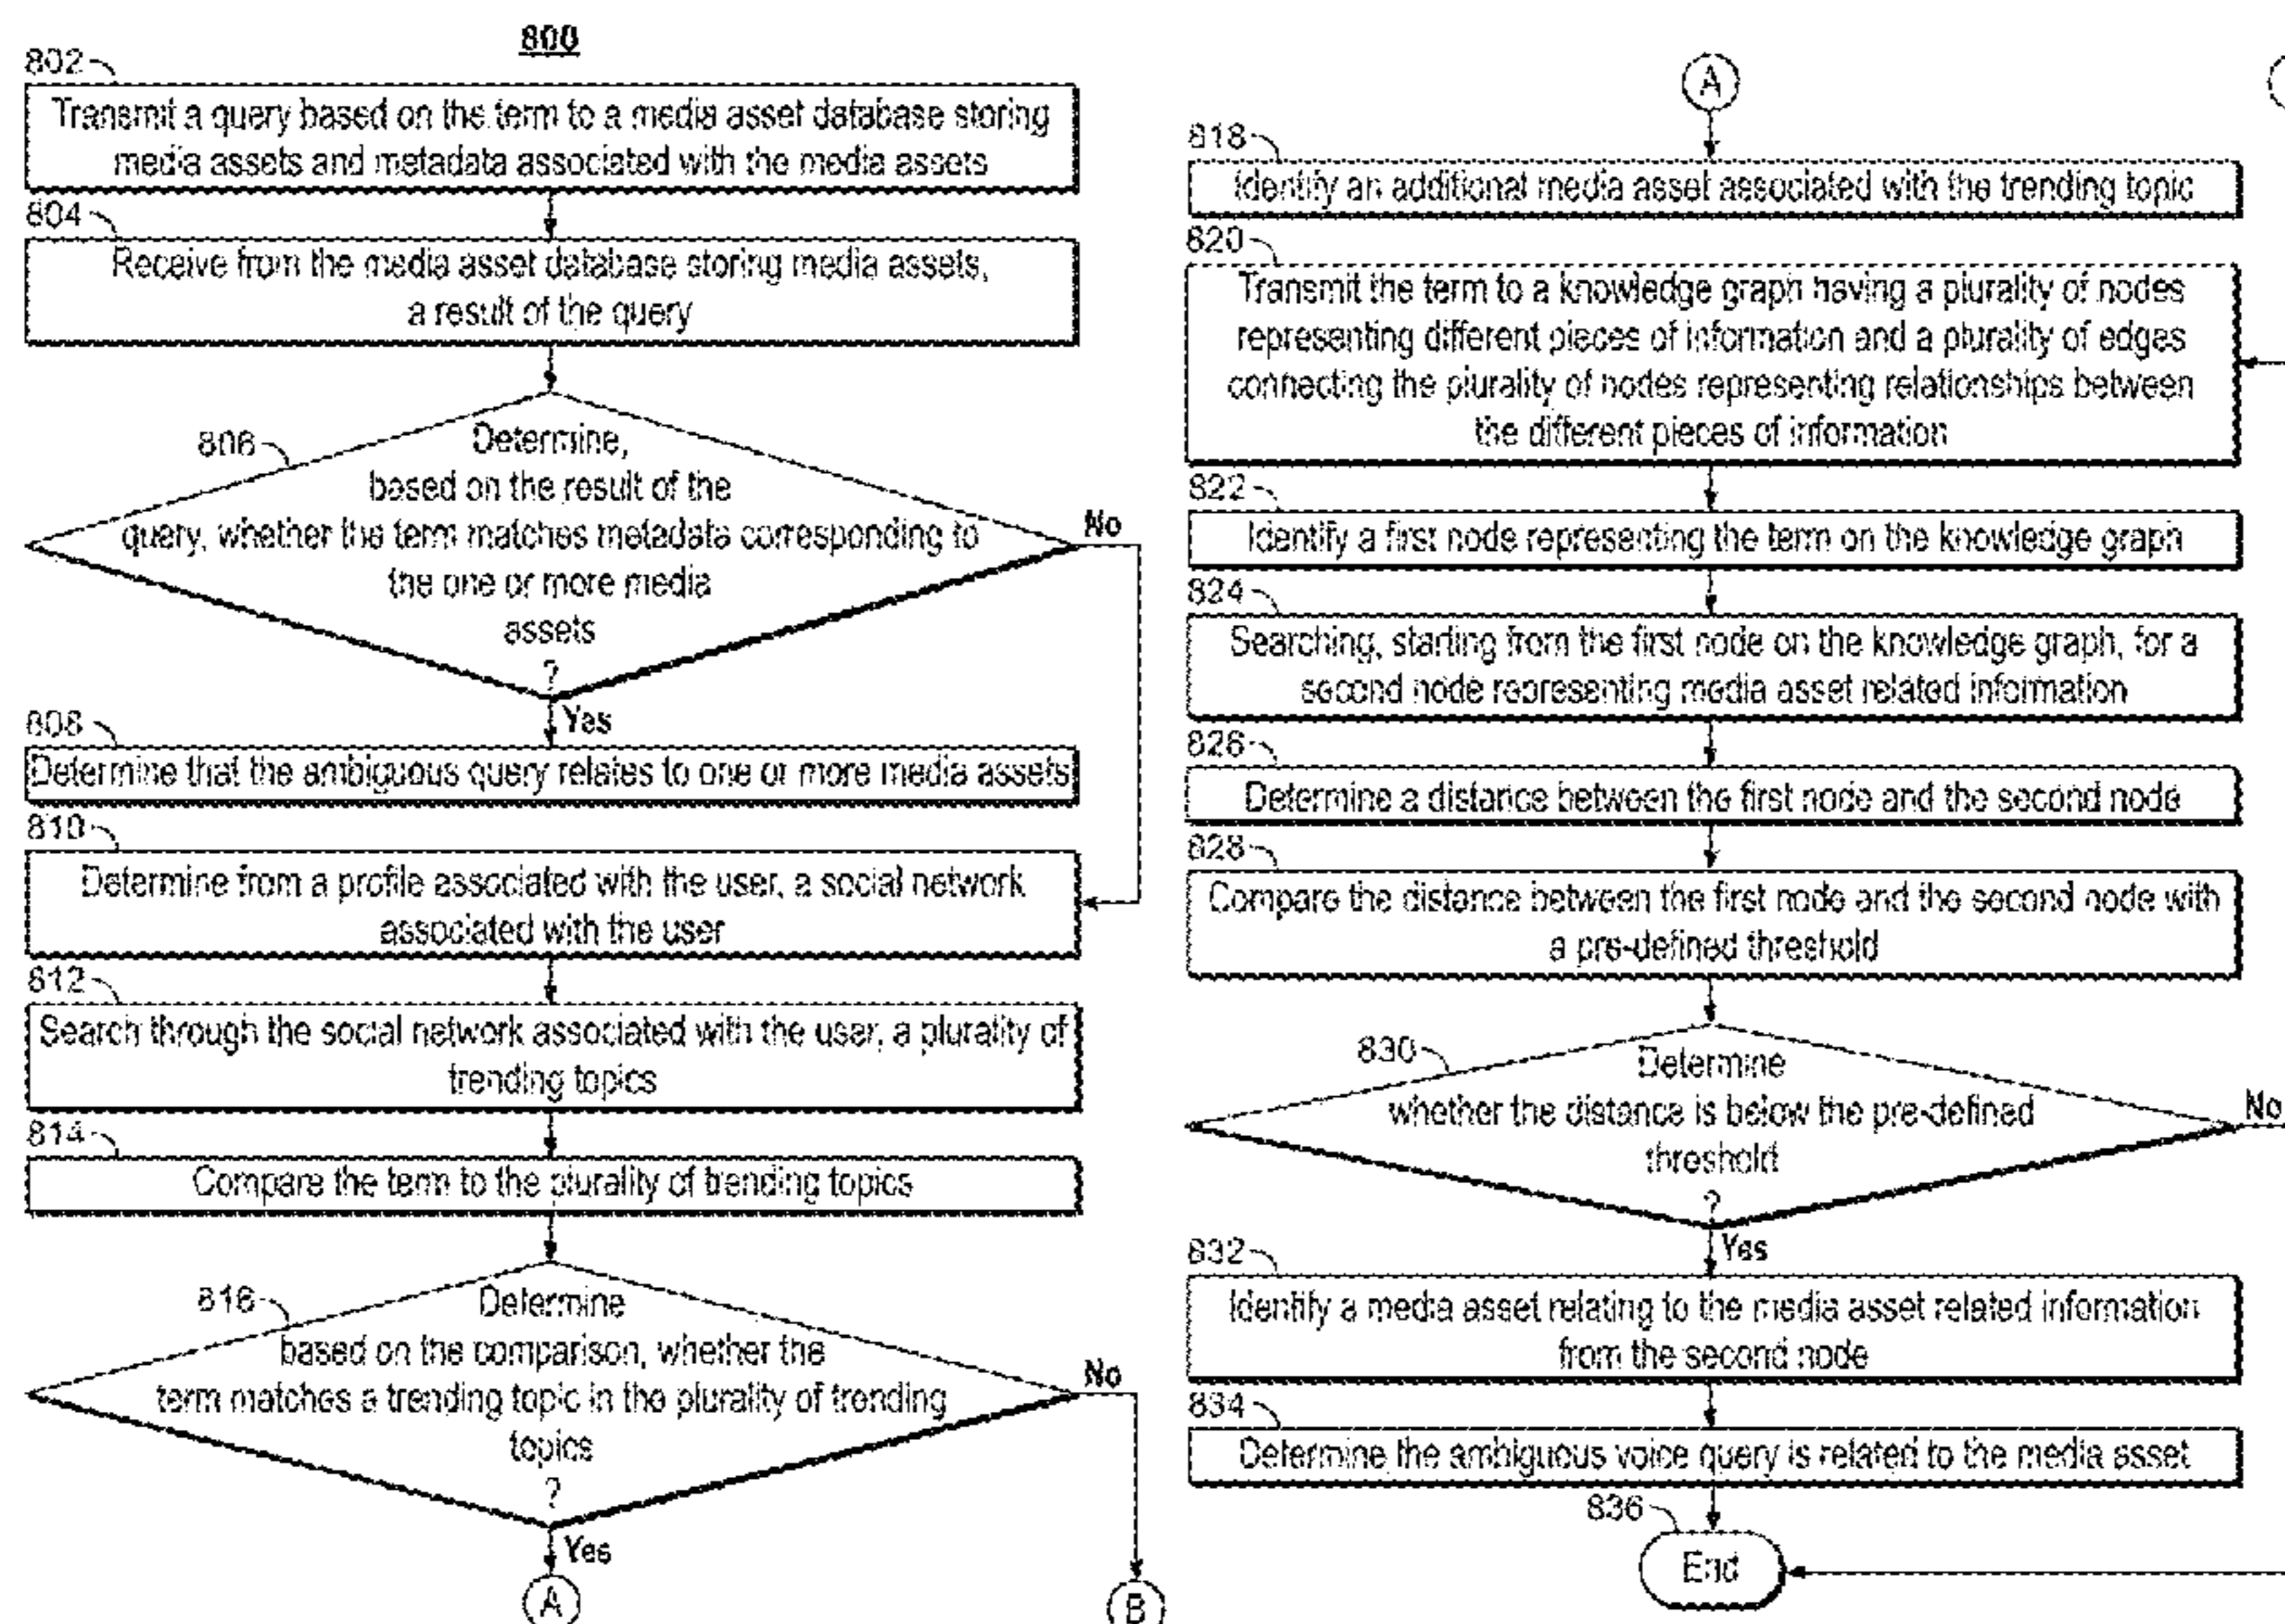 800
802
Transmit a query based on the term to a media asset database storing
media assets and metadata associated with the media assets
804
Receive from the media asset database storing media assets,
a result of the query
806
Determine,
based on the result of the
query, whether the term matches metadata corresponding to
the one or more media
assets
?
No
Yes
808
Determine that the ambiguous query relates to one or more media assets
810
Determine from a profile associated with the user, a social network
associated with the user
812
Search through the social network associated with the user, a plurality of
trending topics
814
Compare the term to the plurality of trending topics
816
Determine
based on the comparison, whether the
term matches a trending topic in the plurality of trending
topics
?
No
Yes
A
B
A
818
Identify an additional media asset associated with the trending topic
820
Transmit the term to a knowledge graph having a plurality of nodes
representing different pieces of information and a plurality of edges
connecting the plurality of nodes representing relationships between
the different pieces of information
822
Identify a first node representing the term on the knowledge graph
824
Searching, starting from the first node on the knowledge graph, for a
second node representing media asset related information
826
Determine a distance between the first node and the second node
828
Compare the distance between the first node and the second node with
a pre-defined threshold
830
Determine
whether the distance is below the pre-defined
threshold
?
No
Yes
832
Identify a media asset relating to the media asset related information
from the second node
834
Determine the ambiguous voice query is related to the media asset
836
End